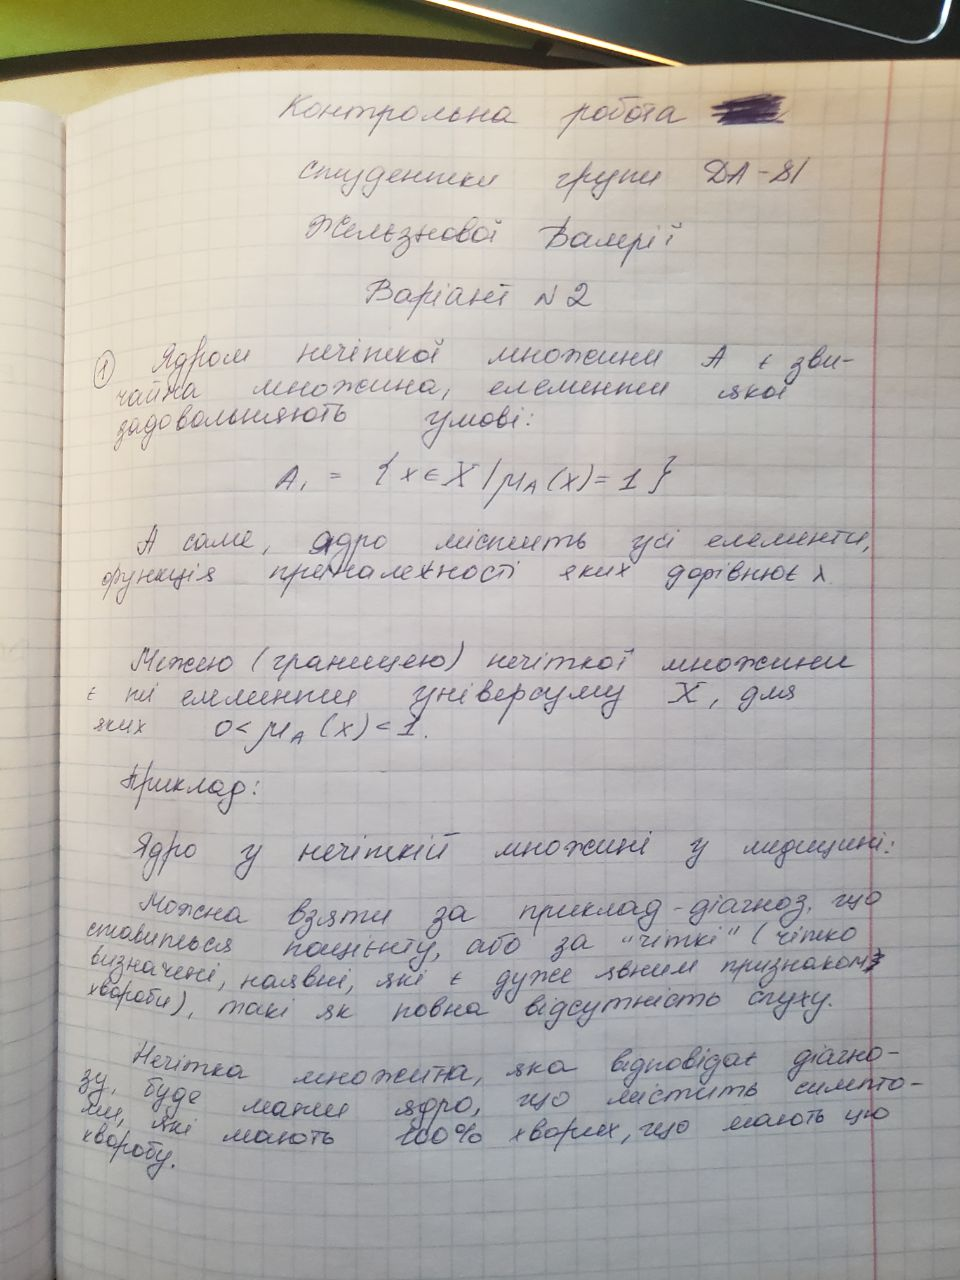 Контрольна робота
студентки групи ДА-81
Желєзнової Валерії
Варіант №2
1 Ядром нечіткої множини A є зви-
чайна множина, елементи якої
задовольняють умові:
A₁ = {x ∈ X | μ_A(x) = 1}
А саме, ядро містить усі елементи,
функція приналежності яких дорівнює 1.
Межею (границею) нечіткої множини
є ті елементи універсуму X, для
яких 0 < μ_A(x) < 1.
Приклад:
Ядро у нечіткій множині у медицині:
Можна взяти за приклад - діагноз, що
ставиться пацієнту, або за "чіткі" (чітко
визначені, наявні, які є дуже явним признаком
хвороби), такі як повна відсутність слуху.
Нечітка множина, яка відповідає діагно-
зу, буде мати ядро, що містить симпто-
ми, які мають 100% хворих, що мають цю
хворобу.